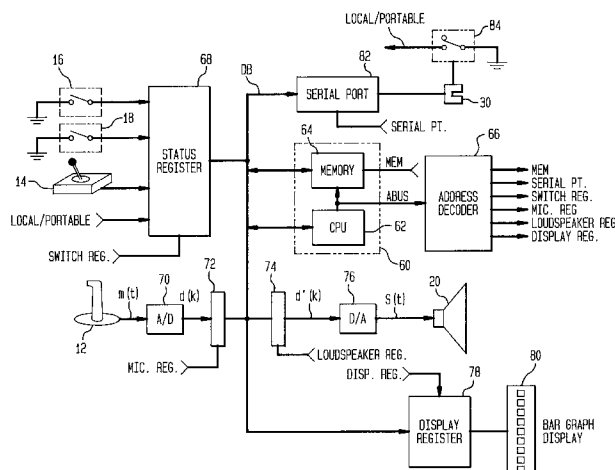 LOCAL/PORTABLE
84
16
68
82
DB
SERIAL PORT
30
18
STATUS REGISTER
SERIAL PT.
64
66
14
MEMORY
MEM
ADDRESS DECODER
MEM
SERIAL PT.
SWITCH REG.
MIC. REG
LOUDSPEAKER REG.
DISPLAY REG.
ABUS
LOCAL/PORTABLE
CPU
62
60
SWITCH REG.
70
72
74
76
20
m(t)
A/D
d(k)
d'(k)
D/A
S(t)
12
MIC. REG.
LOUDSPEAKER REG.
DISP. REG.
78
80
DISPLAY REGISTER
BAR GRAPH DISPLAY